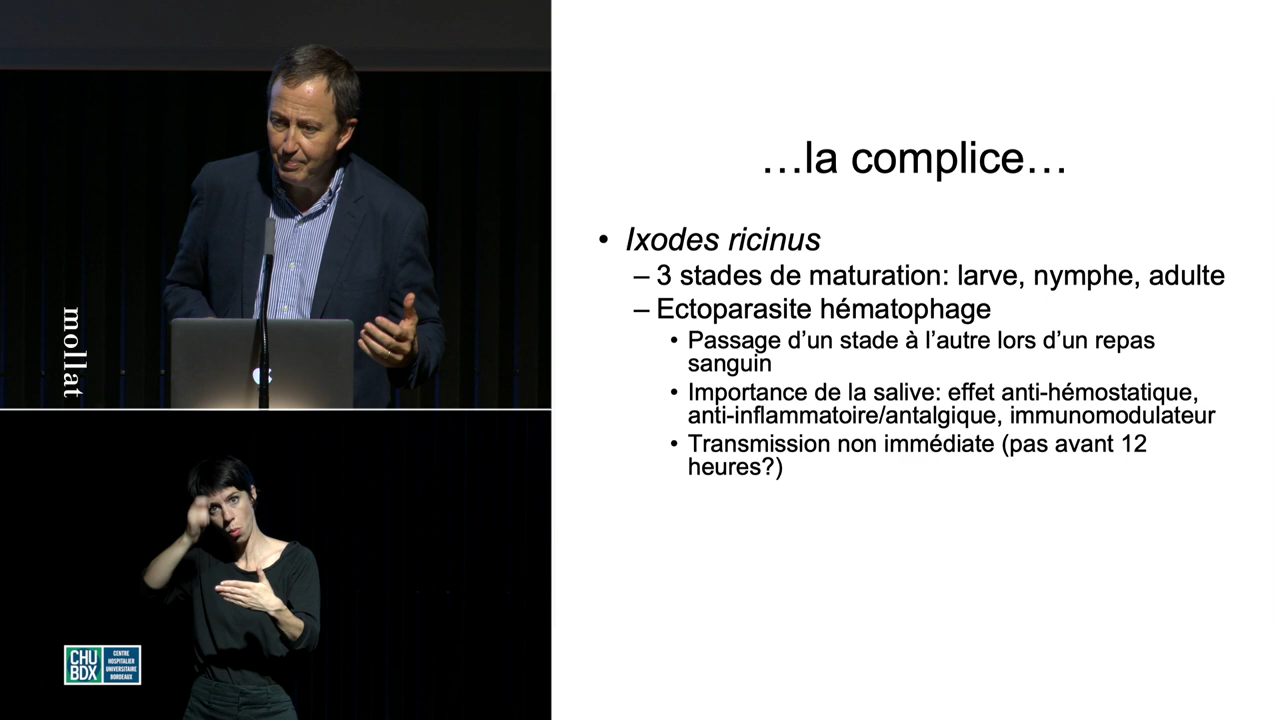 mollat
CHU
BDX
CENTRE
HOSPITALIER
UNIVERSITAIRE
BORDEAUX
…la complice…
• Ixodes ricinus
– 3 stades de maturation: larve, nymphe, adulte
– Ectoparasite hématophage
• Passage d’un stade à l’autre lors d’un repas
sanguin
• Importance de la salive: effet anti-hémostatique,
anti-inflammatoire/antalgique, immunomodulateur
• Transmission non immédiate (pas avant 12
heures?)